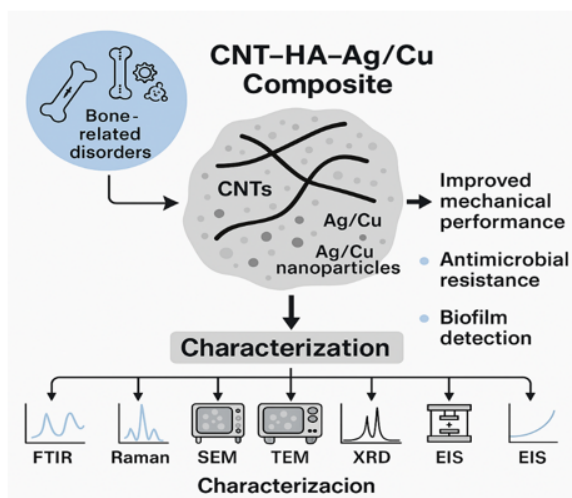 CNT–HA–Ag/Cu
Composite
Bone-
related
disorders
CNTs
Ag/Cu
Ag/Cu
nanoparticles
Improved
mechanical
performance
Antimicrobial
resistance
Biofilm
detection
Characterization
FTIR
Raman
SEM
TEM
XRD
EIS
EIS
Characterizacion